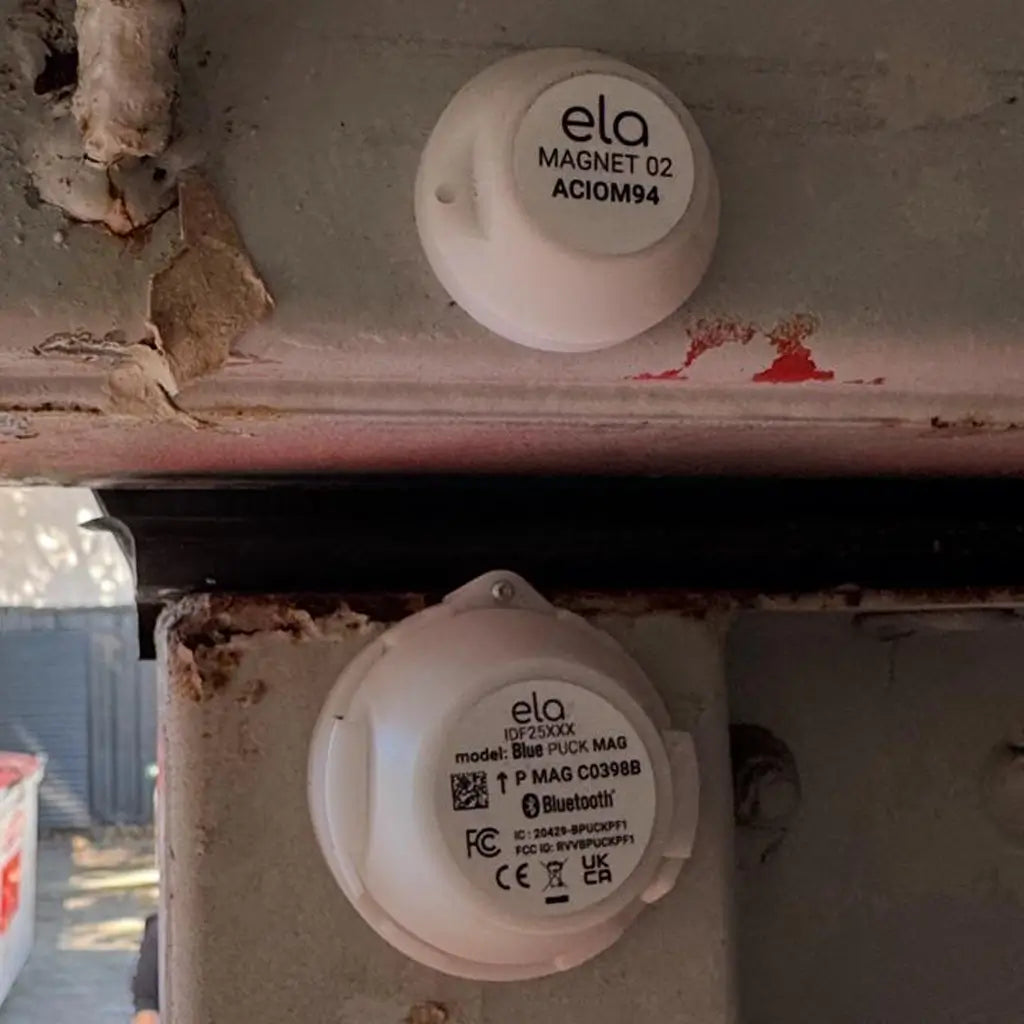 ela
MAGNET 02
ACIOM94
ela
IDF25XXX
model: Blue PUCK MAG
↑ P MAG C0398B
Bluetooth®
FC
IC : 20429-BPUCKPF1
FCC ID: RVVBPUCKPF1
CE
UK
CA